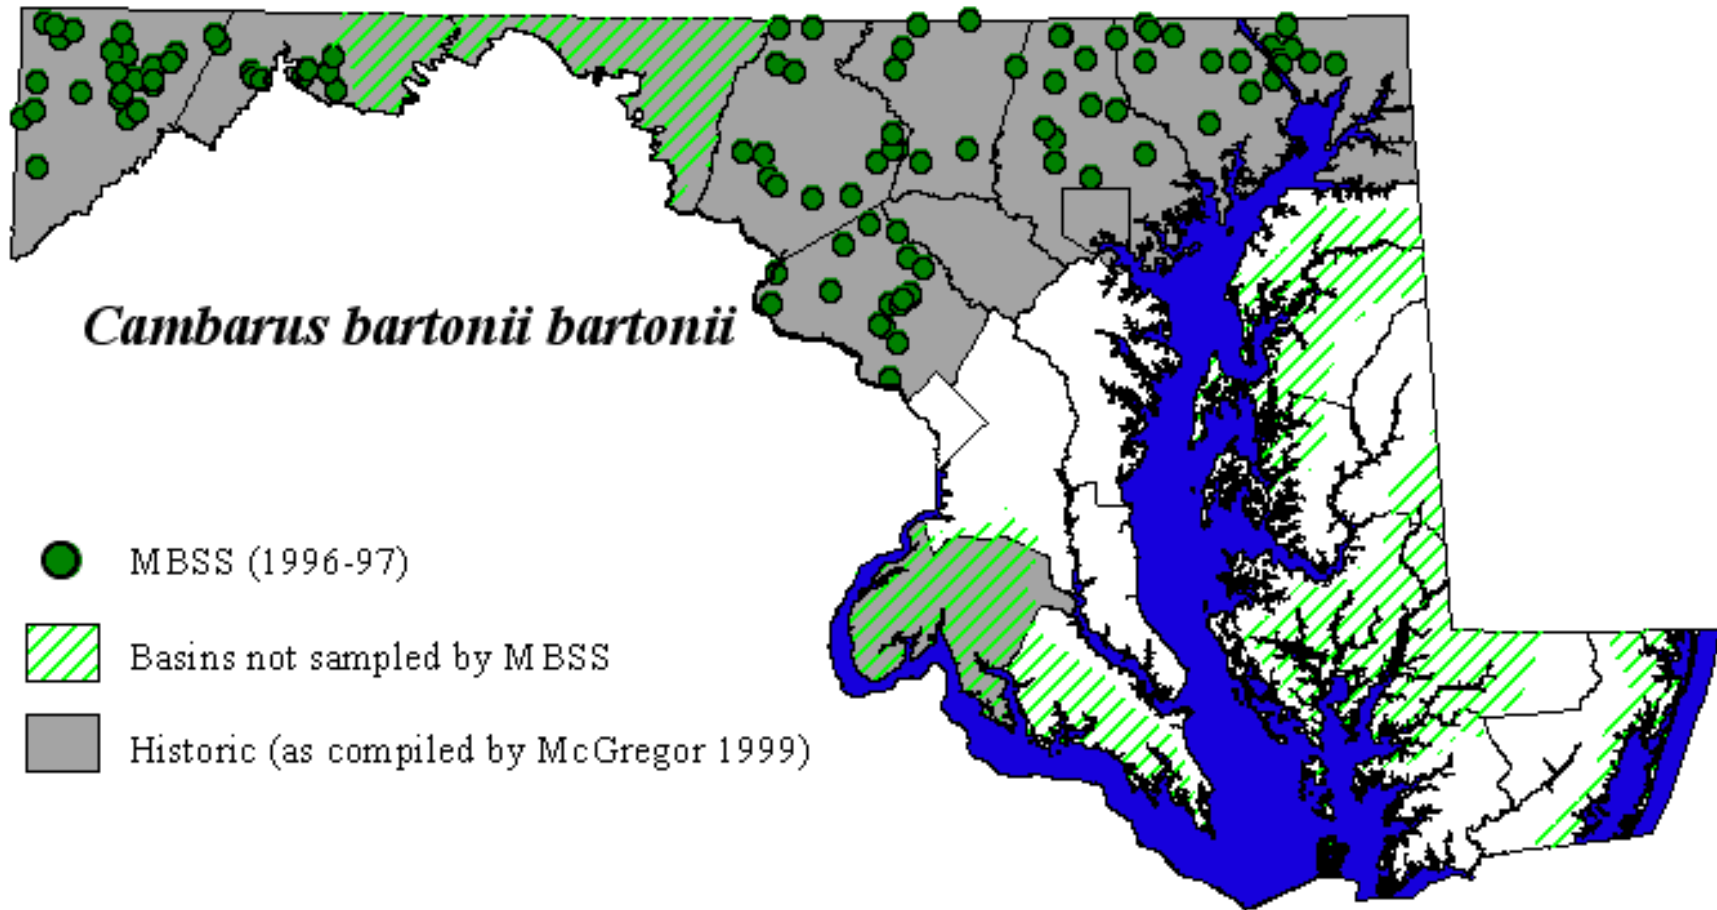 Cambarus bartonii bartonii
MBSS (1996-97)
Basins not sampled by MBSS
Historic (as compiled by McGregor 1999)